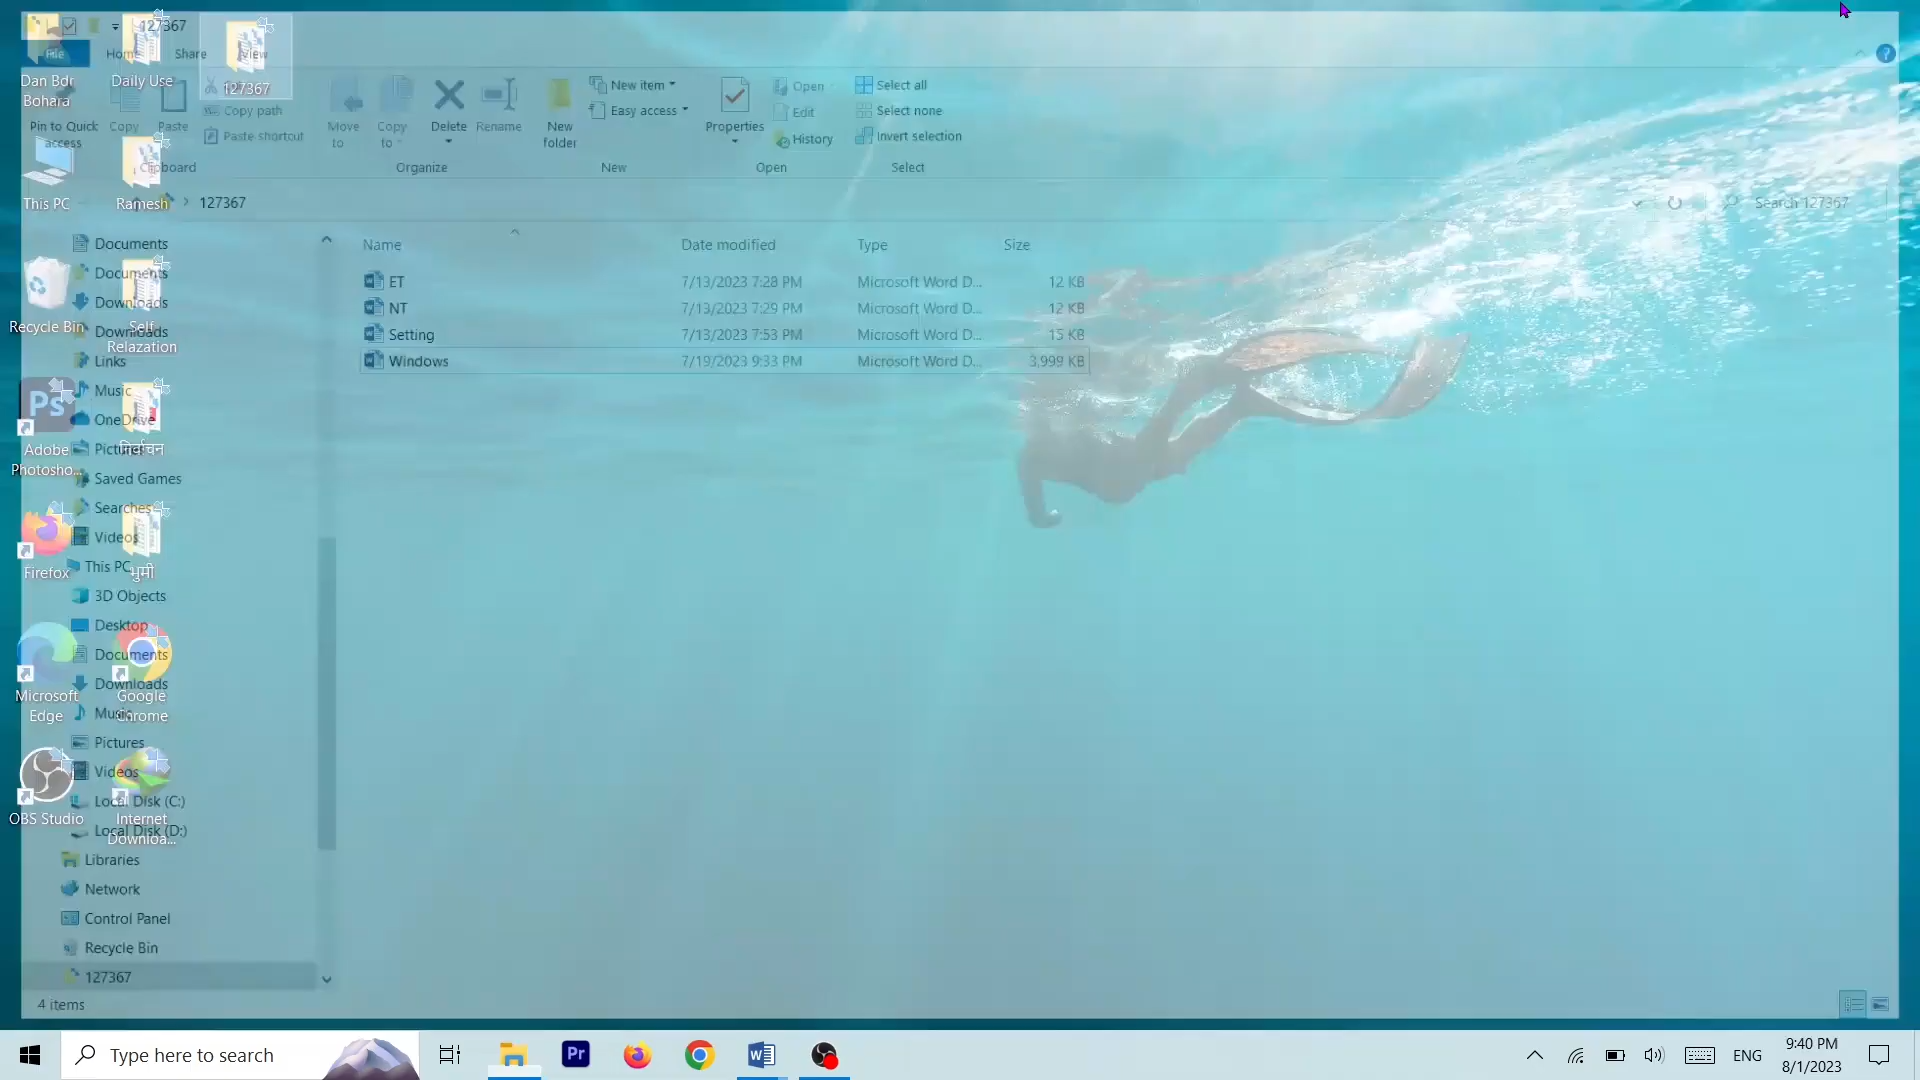 127367
File
Home
Share
View
Pin to Quick
access
Copy
Paste
Copy path
Paste shortcut
Clipboard
Move
to
Copy
to
Delete
Rename
Organize
New
folder
New item
Easy access
New
Properties
Open
Edit
History
Open
Select all
Select none
Invert selection
Select
127367
Search 127367
Documents
Documents
Downloads
Downloads
Links
Music
OneDrive
Pictures
Saved Games
Searches
Videos
This PC
3D Objects
Desktop
Documents
Downloads
Music
Pictures
Videos
Local Disk (C:)
Local Disk (D:)
Libraries
Network
Control Panel
Recycle Bin
127367
4 items
Name Date modified Type Size
ET 7/13/2023 7:28 PM Microsoft Word D... 12 KB
NT 7/13/2023 7:29 PM Microsoft Word D... 12 KB
Setting 7/13/2023 7:53 PM Microsoft Word D... 15 KB
Windows 7/19/2023 9:33 PM Microsoft Word D... 3,999 KB
Dan Bdr
Bohara
Daily Use
127367
This PC
Ramesh
Recycle Bin
Self
Relazation
Ps
Adobe
Photosho...
निर्वाचन
Firefox
भुमी
Microsoft
Edge
Google
Chrome
OBS Studio
Internet
Downloa...
Type here to search
Pr
ENG
9:40 PM
8/1/2023